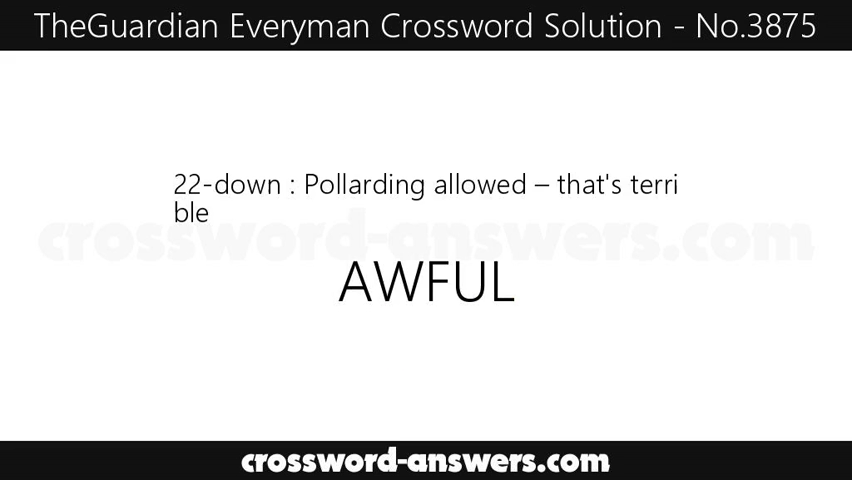 TheGuardian Everyman Crossword Solution - No.3875
22-down : Pollarding allowed – that's terri
ble
crossword-answers.com
AWFUL
crossword-answers.com